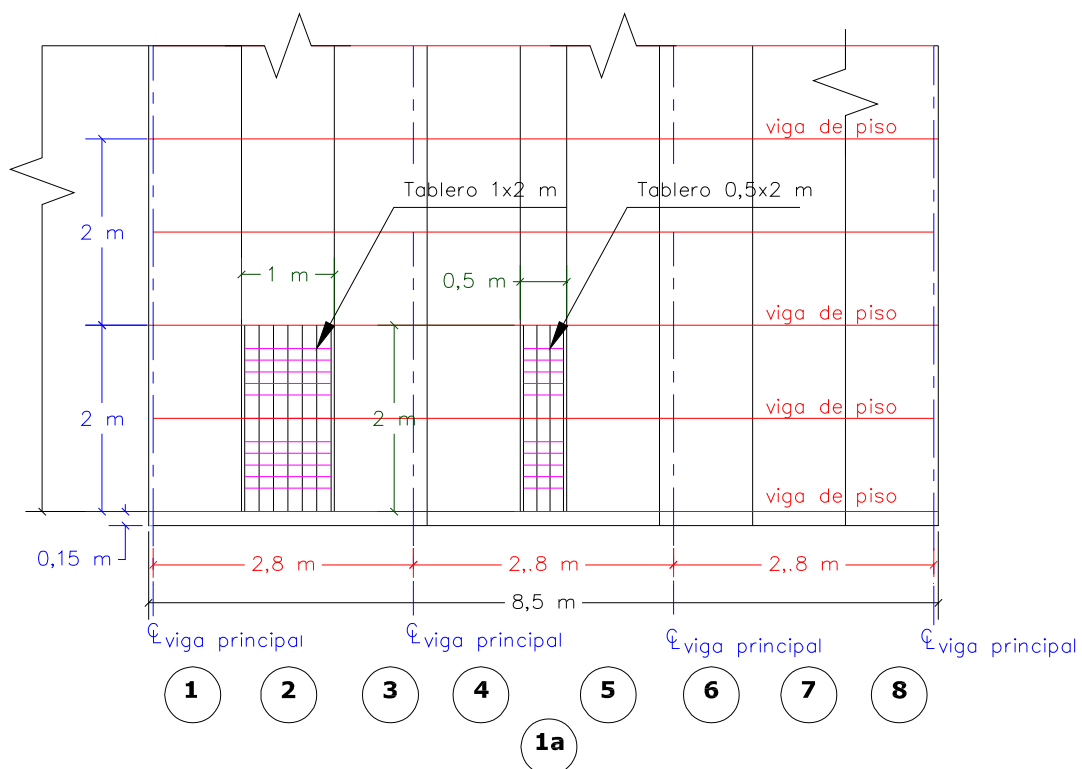 viga de piso
Tablero 1x2 m
Tablero 0,5x2 m
2 m
1 m
0,5 m
viga de piso
2 m
2 m
viga de piso
viga de piso
0,15 m
2,8 m
2,.8 m
2,.8 m
8,5 m
℄ viga principal
℄ viga principal
℄ viga principal
℄ viga principal
1
2
3
4
5
6
7
8
1a